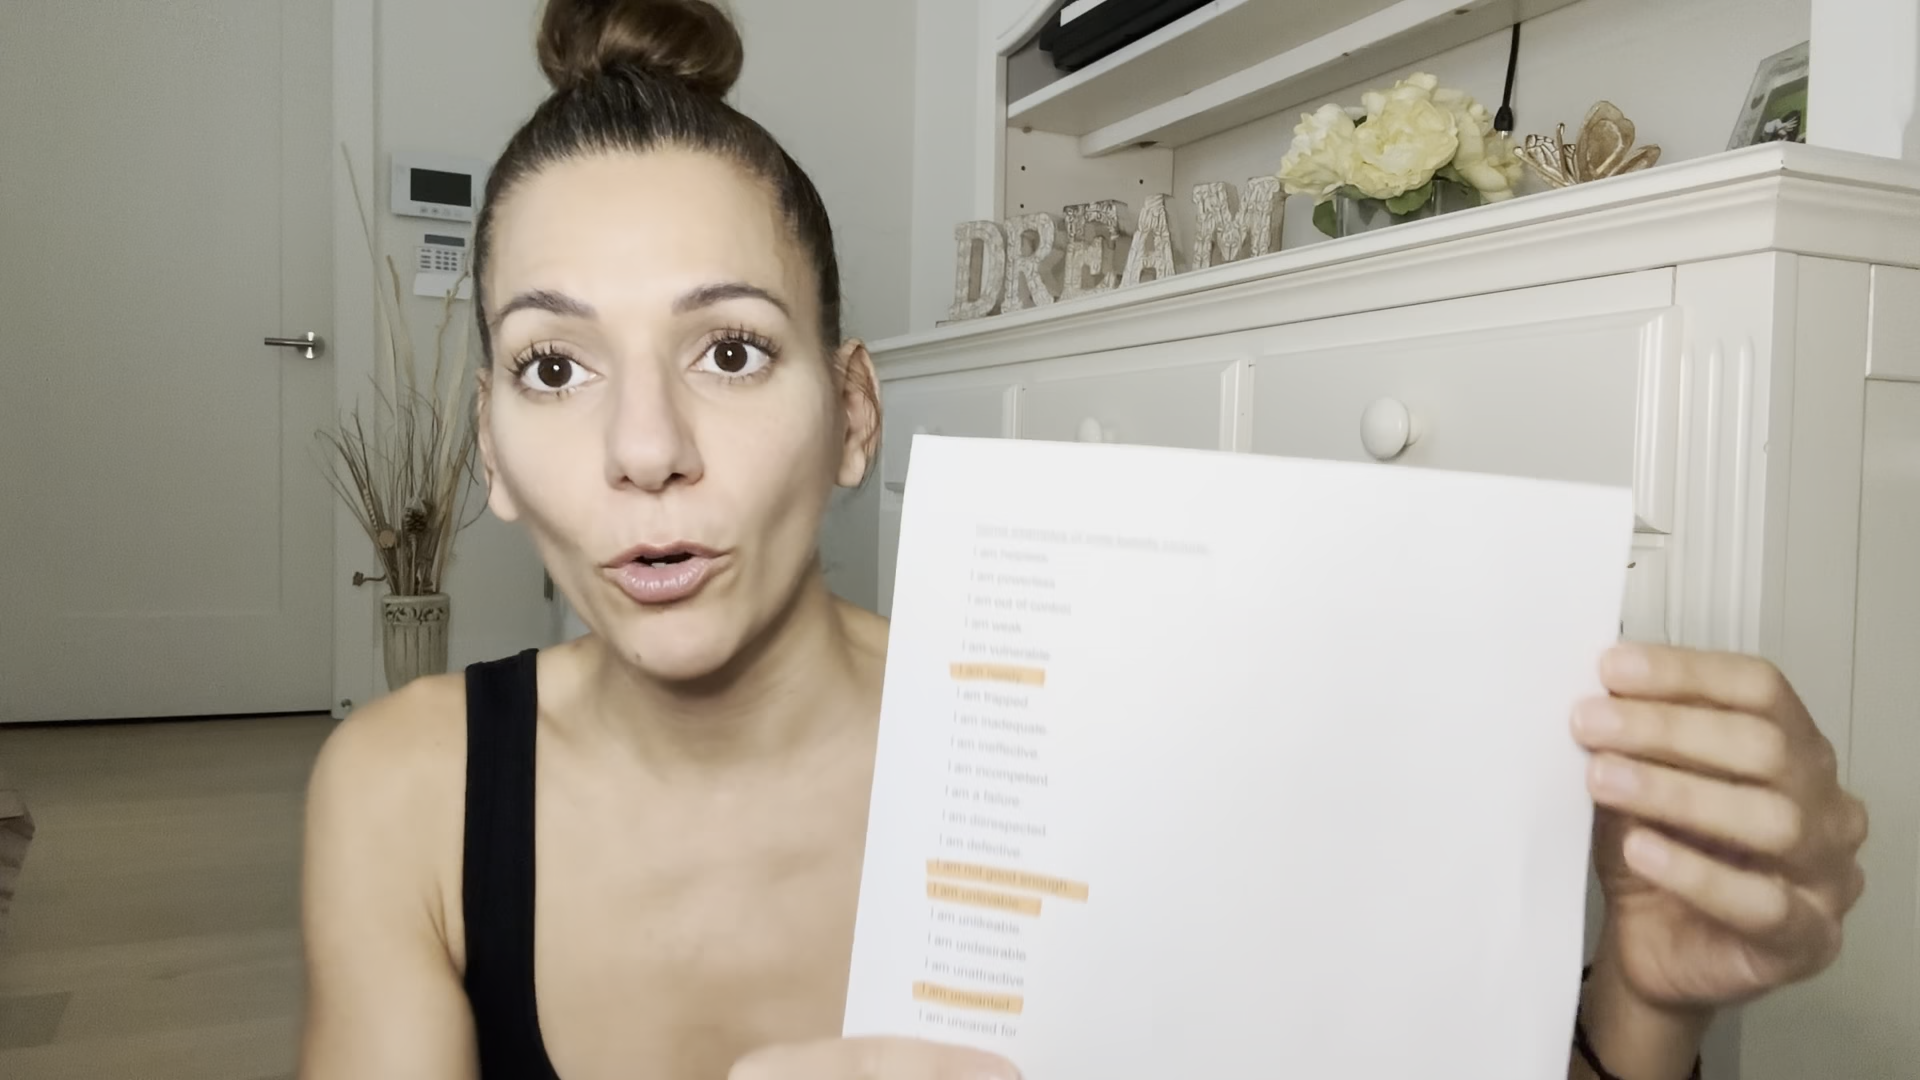 DREAM
I am helpless
I am powerless
I am out of control
I am weak
I am vulnerable
I am needy
I am trapped
I am inadequate
I am ineffective
I am incompetent
I am a failure
I am disrespected
I am defective
I am not good enough
I am unlovable
I am unlikeable
I am undesirable
I am unattractive
I am unwanted
I am uncared for